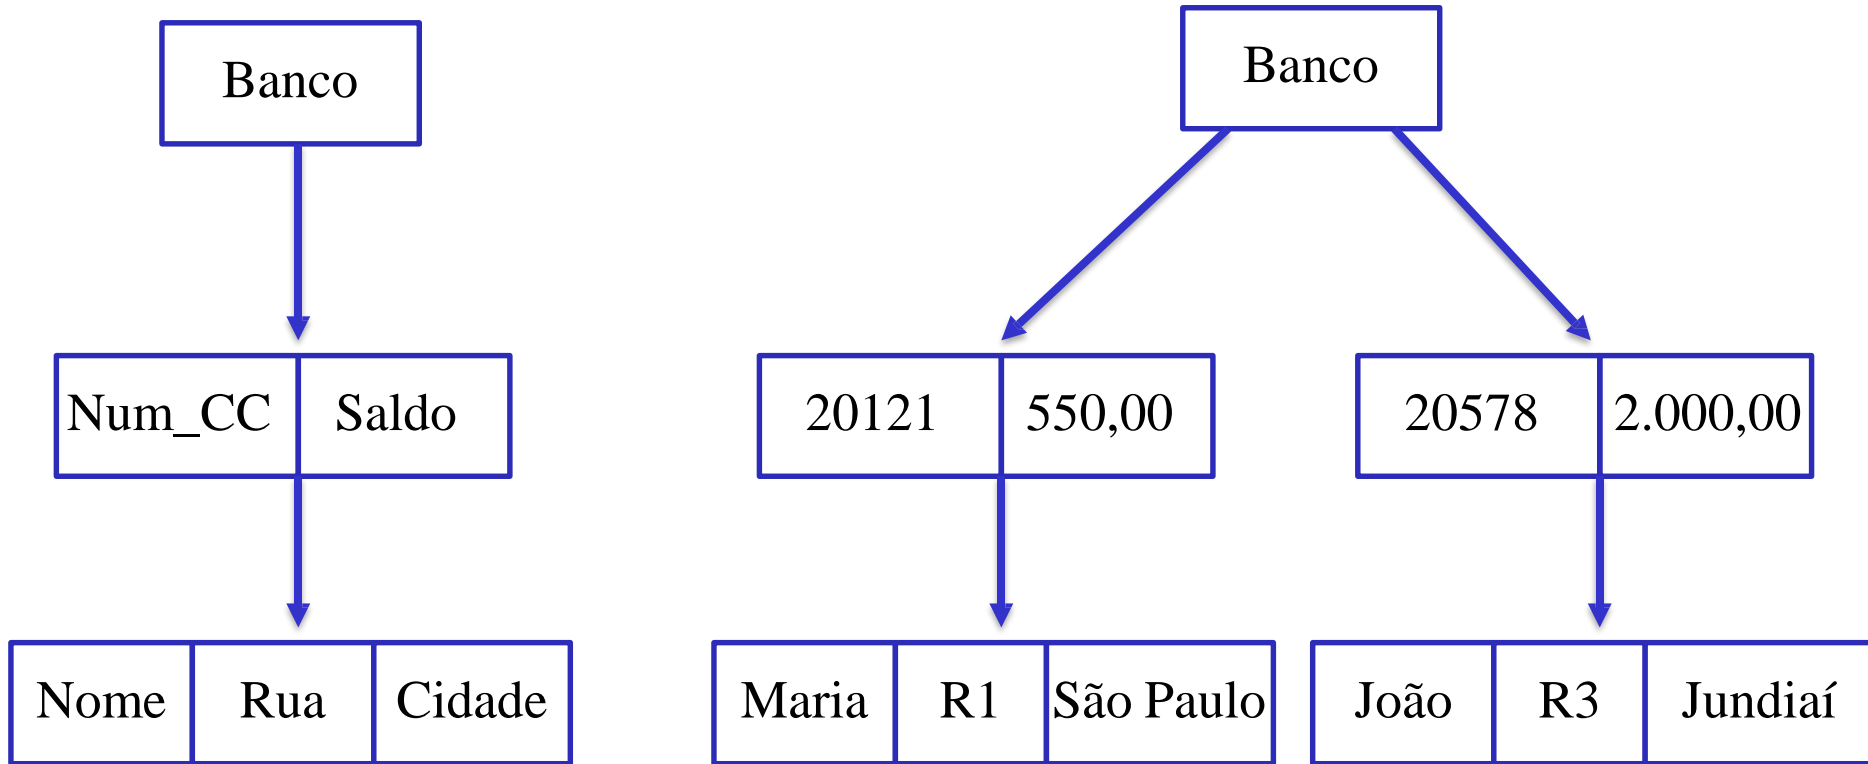 Banco
Num_CC Saldo
Nome Rua Cidade
Banco
20121 550,00
20578 2.000,00
Maria R1 São Paulo
João R3 Jundiaí